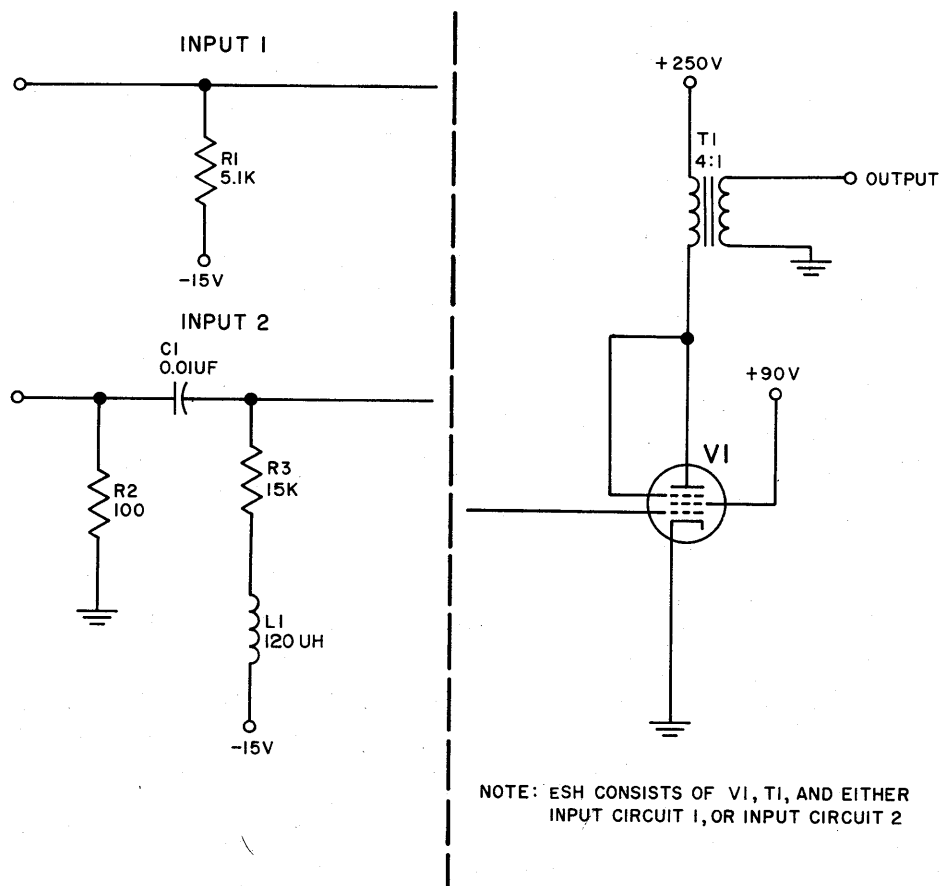 INPUT 1
R1
5.1K
-15V
INPUT 2
C1
0.01UF
R2
100
R3
15K
L1
120 UH
-15V
+250V
T1
4:1
OUTPUT
+90V
V1
NOTE: ESH CONSISTS OF V1, T1, AND EITHER
INPUT CIRCUIT 1, OR INPUT CIRCUIT 2